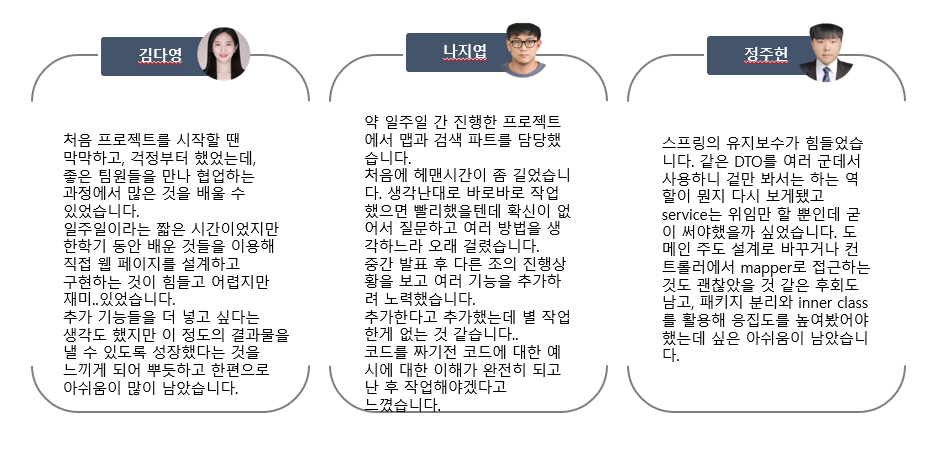 김다영
처음 프로젝트를 시작할 땐
막막하고, 걱정부터 했었는데,
좋은 팀원들을 만나 협업하는
과정에서 많은 것을 배울 수
있었습니다.
일주일이라는 짧은 시간이었지만
한학기 동안 배운 것들을 이용해
직접 웹 페이지를 설계하고
구현하는 것이 힘들고 어렵지만
재미..있었습니다.
추가 기능들을 더 넣고 싶다는
생각도 했지만 이 정도의 결과물을
낼 수 있도록 성장했다는 것을
느끼게 되어 뿌듯하고 한편으로
아쉬움이 많이 남았습니다.
나지열
약 일주일 간 진행한 프로젝트
에서 맵과 검색 파트를 담당했
습니다.
처음에 헤맨시간이 좀 길었습니
다. 생각난대로 바로바로 작업
했으면 빨리했을텐데 확신이 없
어서 질문하고 여러 방법을 생
각하느라 오래 걸렸습니다.
중간 발표 후 다른 조의 진행상
황을 보고 여러 기능을 추가하
려 노력했습니다.
추가한다고 추가했는데 별 작업
한게 없는 것 같습니다..
코드를 짜기전 코드에 대한 예
시에 대한 이해가 완전히 되고
난 후 작업해야겠다고
느꼈습니다.
정주헌
스프링의 유지보수가 힘들었습
니다. 같은 DTO를 여러 군데서
사용하니 겉만 봐서는 하는 역
할이 뭔지 다시 보게됐고
service는 위임만 할 뿐인데 굳
이 써야했을까 싶었습니다. 도
메인 주도 설계로 바꾸거나 컨
트롤러에서 mapper로 접근하는
것도 괜찮았을 것 같은 후회도
남고, 패키지 분리와 inner class
를 활용해 응집도를 높여봤어야
했는데 싶은 아쉬움이 남았습니
다.